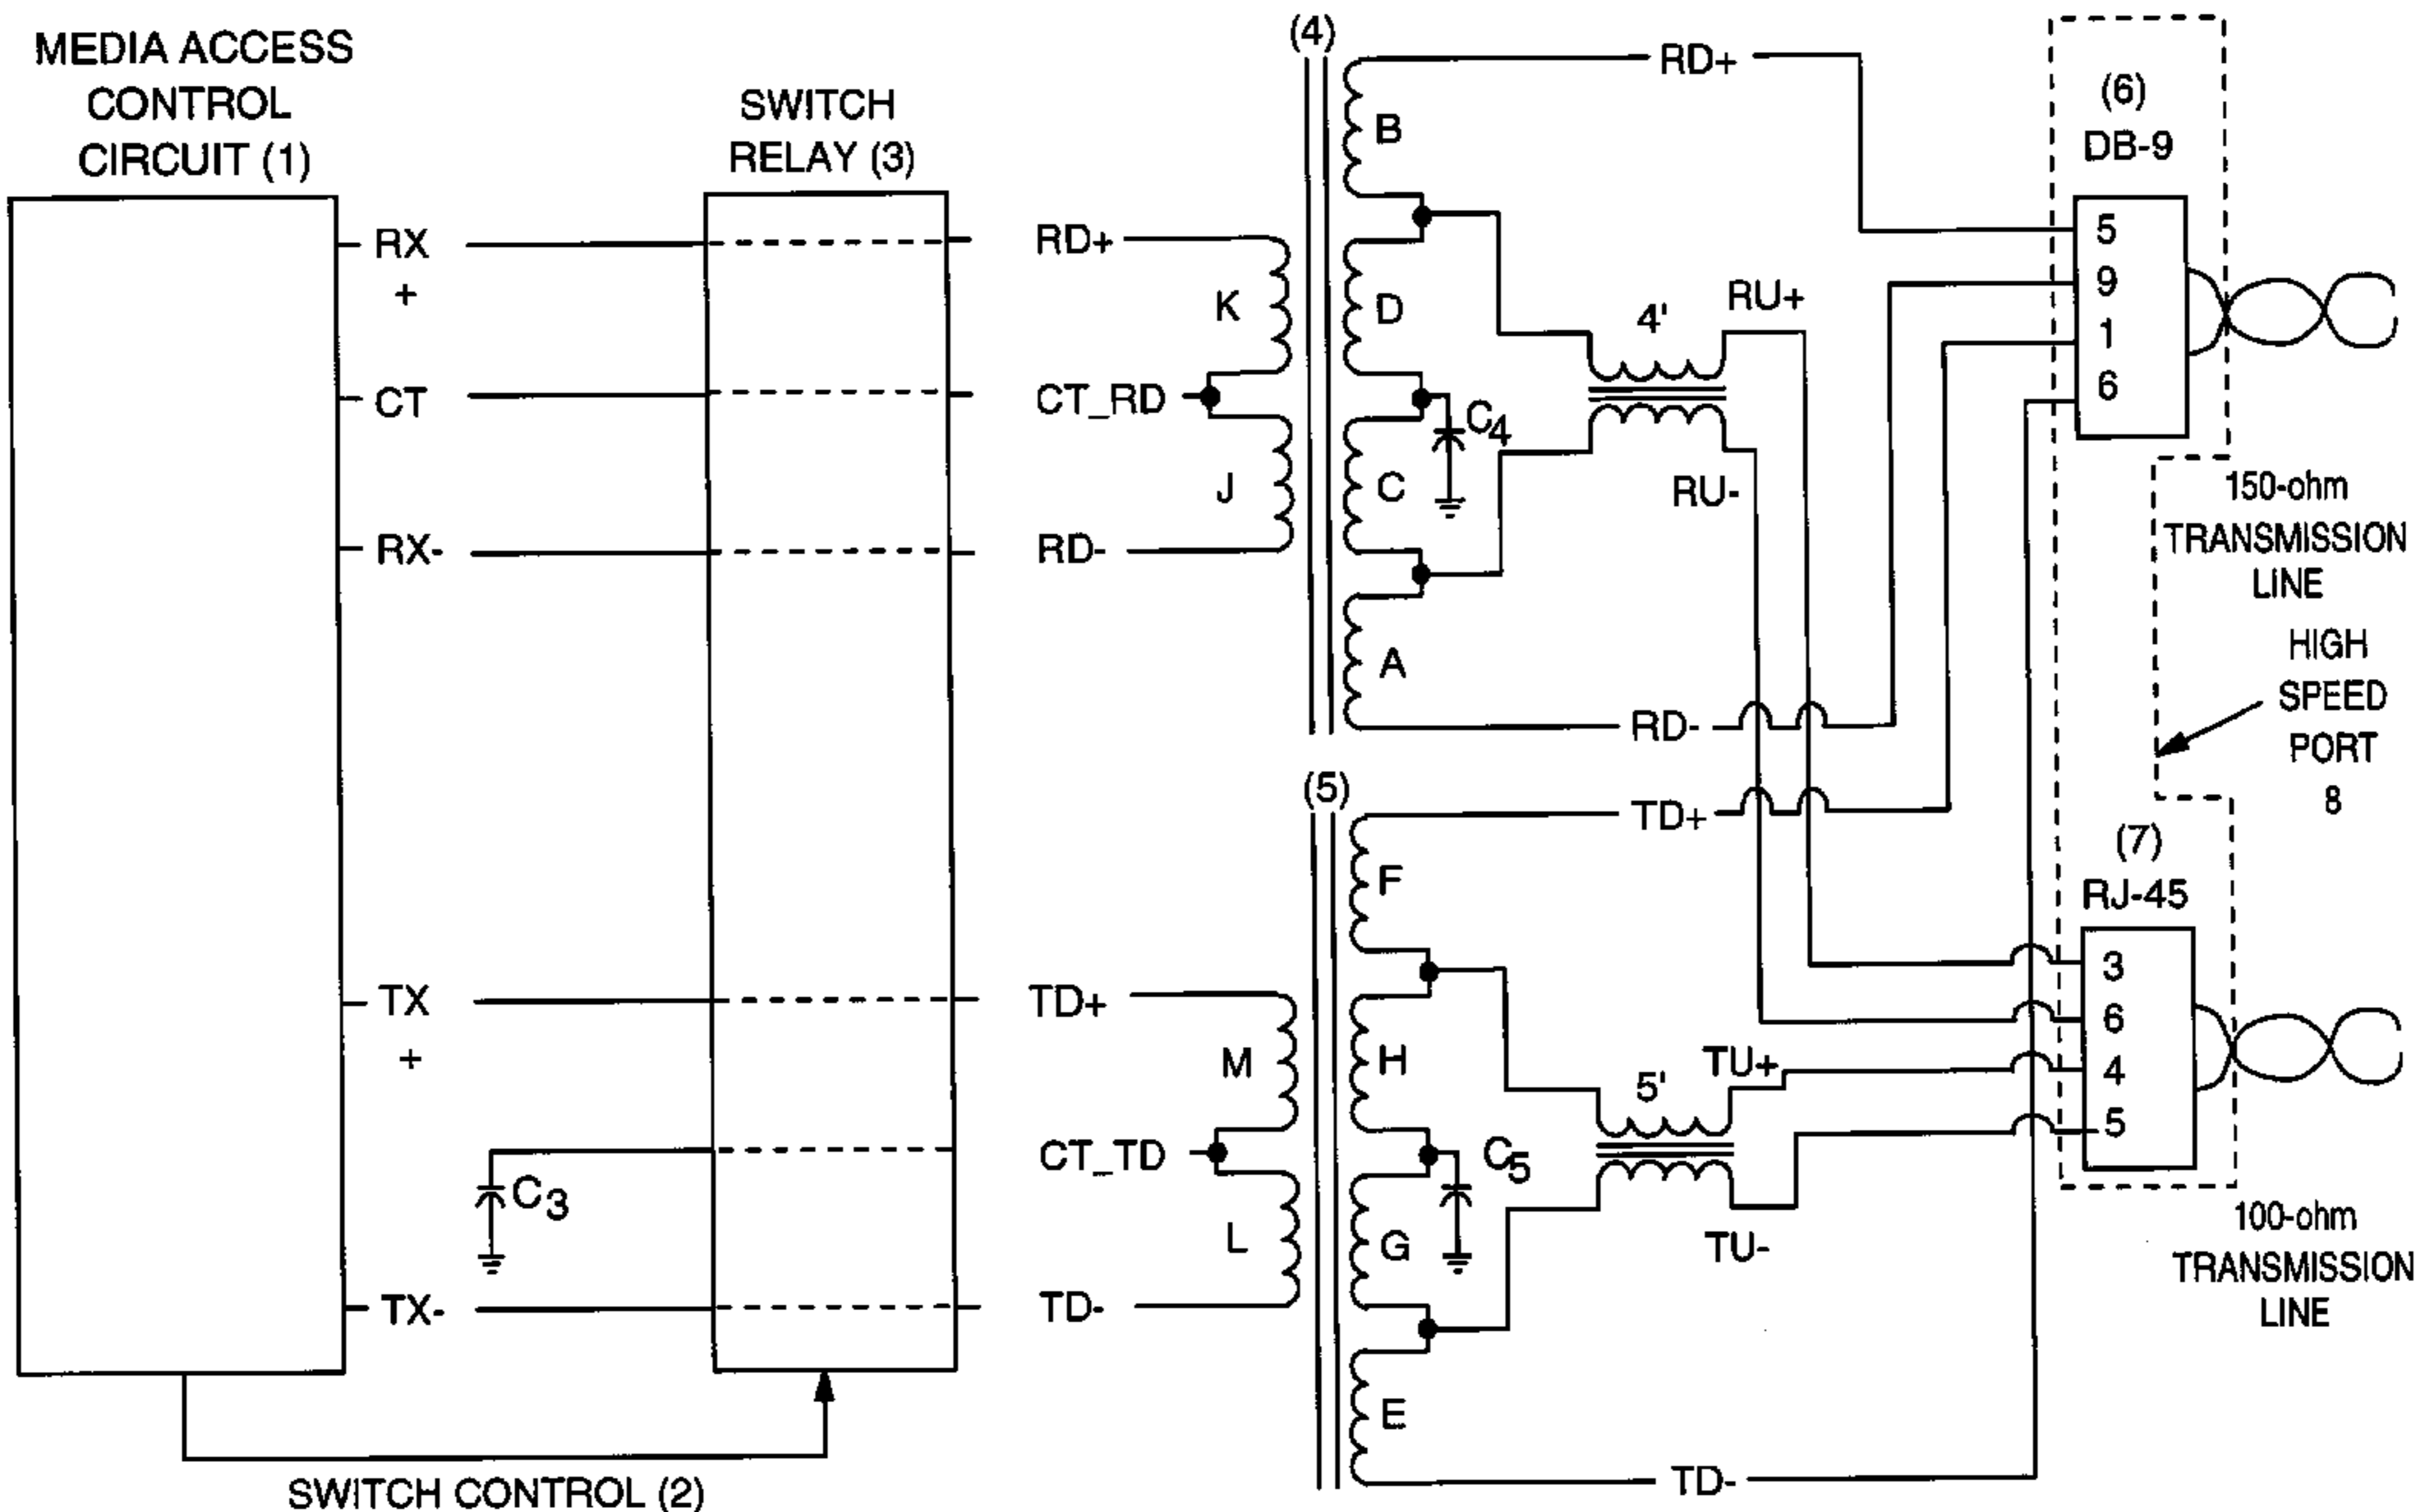 MEDIA ACCESS
CONTROL
CIRCUIT (1)
SWITCH
RELAY (3)
(4)
RX
+
CT
RX-
TX
+
C3
TX-
SWITCH CONTROL (2)
RD+
K
CT_RD
J
RD-
B
D
C
A
C4
RD+
4'
RU+
RU-
RD-
(5)
TD+
M
CT_TD
L
TD-
F
H
G
E
C5
TD+
5'
TU+
TU-
TD-
(6)
DB-9
5
9
1
6
150-ohm
TRANSMISSION
LINE
HIGH
SPEED
PORT
8
(7)
RJ-45
3
6
4
5
100-ohm
TRANSMISSION
LINE